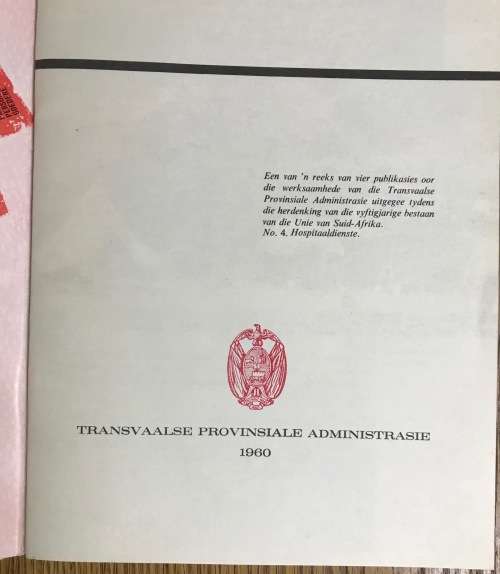 Een van 'n reeks van vier publikasies oor
die werksaamhede van die Transvaalse
Provinsiale Administrasie uitgegee tydens
die herdenking van die vyftigjarige bestaan
van die Unie van Suid-Afrika.
No. 4. Hospitaaldienste.
TRANSVAALSE PROVINSIALE ADMINISTRASIE
1960